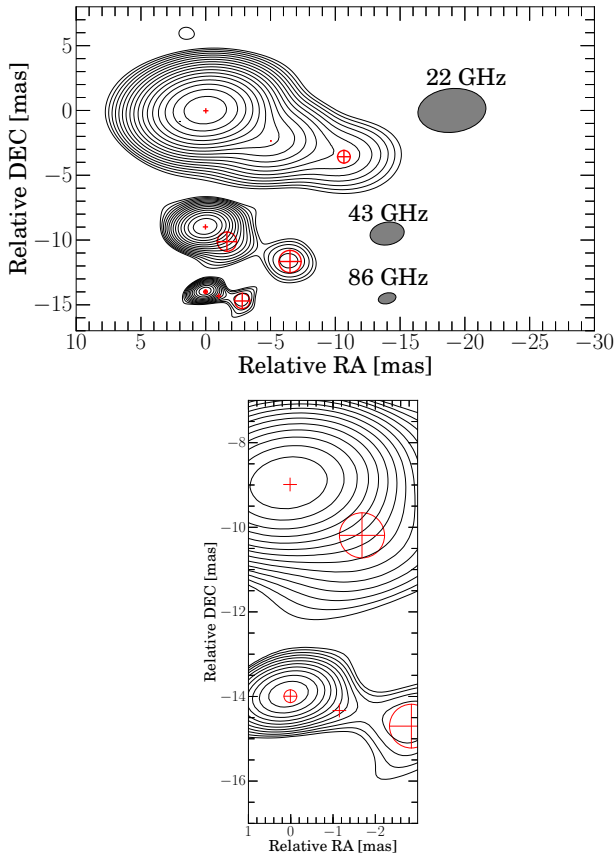 5
0
−5
−10
−15
Relative DEC [mas]
22 GHz
43 GHz
86 GHz
10 5 0 −5 −10 −15 −20 −25 −30
Relative RA [mas]
−8
−10
−12
−14
−16
Relative DEC [mas]
1 0 −1 −2
Relative RA [mas]